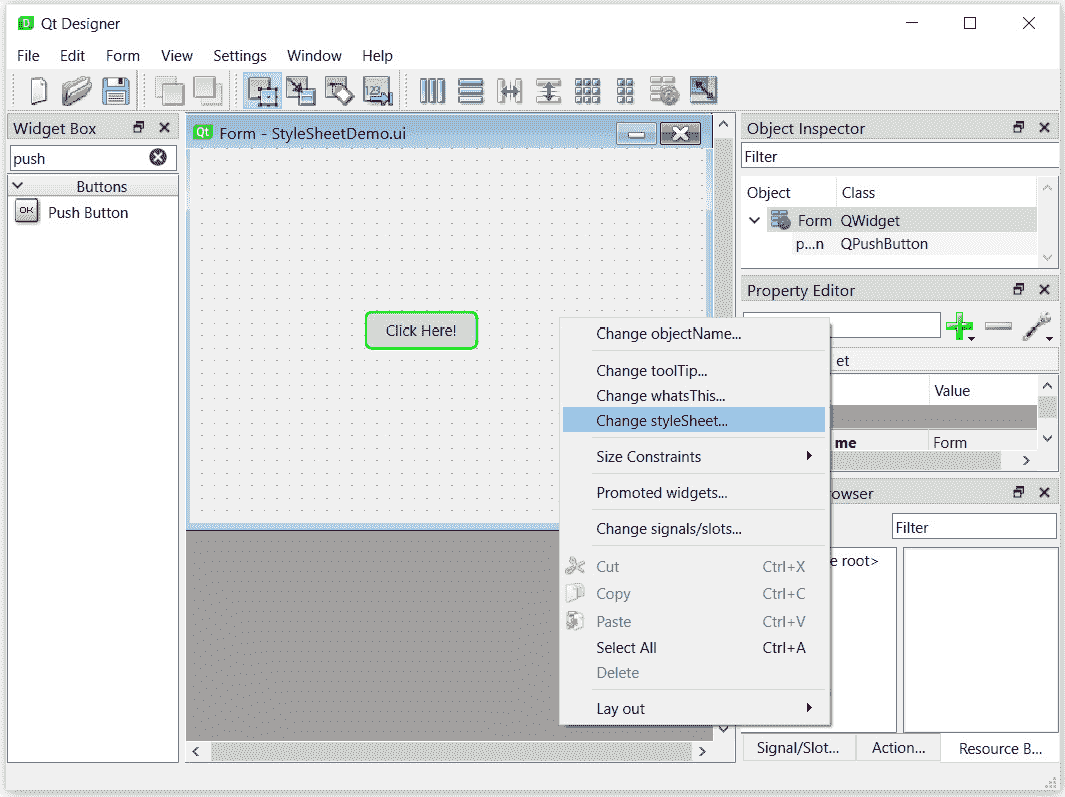 Qt Designer
File Edit Form View Settings Window Help
123
Widget Box
push
Buttons
OK Push Button
Qt Form - StyleSheetDemo.ui
Click Here!
Object Inspector
Filter
Object Class
Form QWidget
p...n QPushButton
Property Editor
et
Value
me Form
owser
Filter
e root>
Signal/Slot... Action... Resource B...
Change objectName...
Change toolTip...
Change whatsThis...
Change styleSheet...
Size Constraints
Promoted widgets...
Change signals/slots...
Cut Ctrl+X
Copy Ctrl+C
Paste Ctrl+V
Select All Ctrl+A
Delete
Lay out